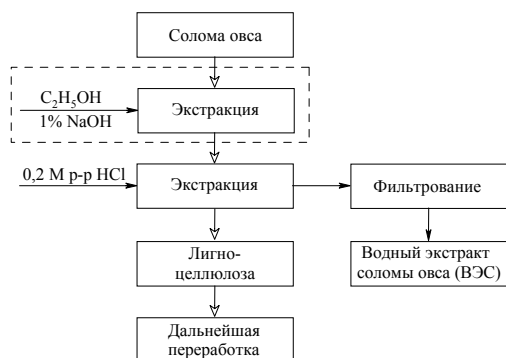 Солома овса
C₂H₅OH
1% NaOH
Экстракция
0,2 М р-р HCl
Экстракция
Фильтрование
Лигно-
целлюлоза
Водный экстракт
соломы овса (ВЭС)
Дальнейшая
переработка